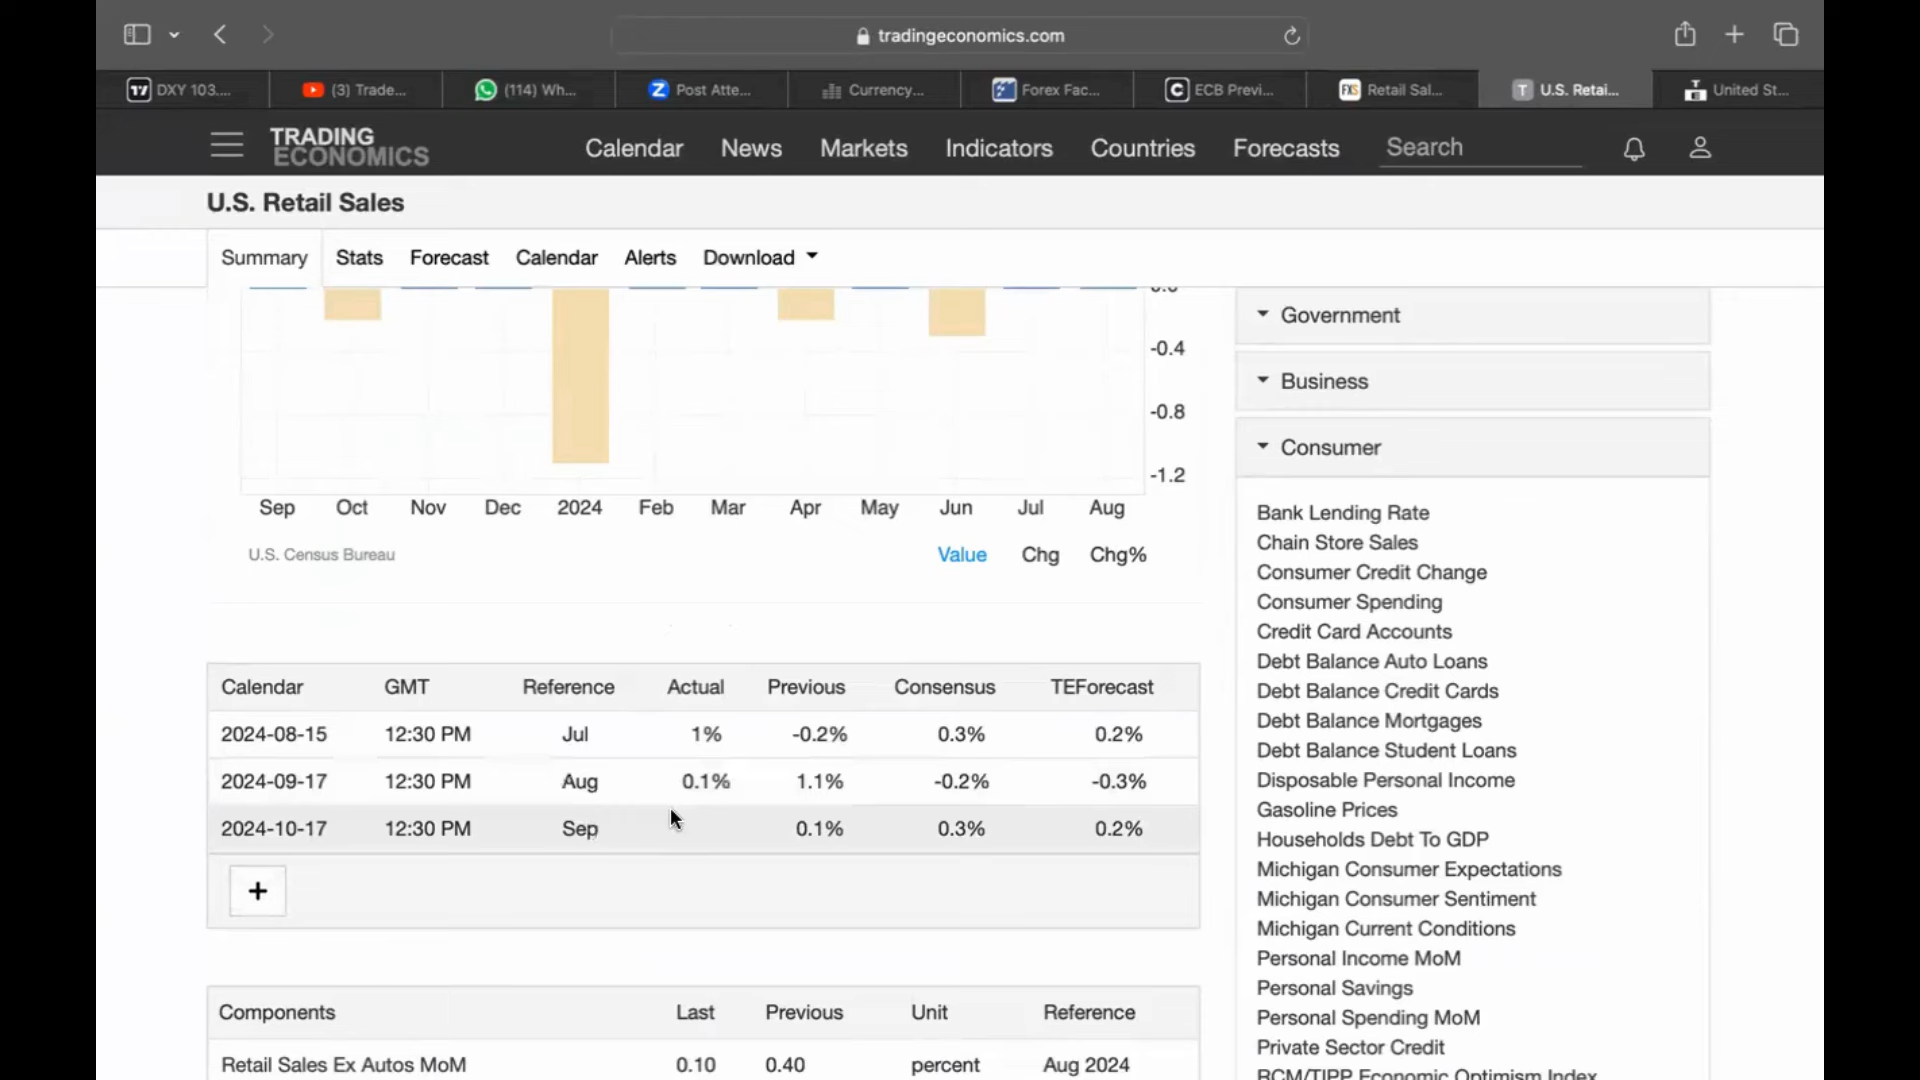 tradingeconomics.com
DXY 103....
(3) Trade...
(114) Wh...
Post Atte...
Currency...
Forex Fac...
ECB Previ...
Retail Sal...
U.S. Retai...
United St...
TRADING
ECONOMICS
Calendar
News
Markets
Indicators
Countries
Forecasts
Search
U.S. Retail Sales
Summary
Stats
Forecast
Calendar
Alerts
Download
-0.4
-0.8
-1.2
Sep Oct Nov Dec 2024 Feb Mar Apr May Jun Jul Aug
U.S. Census Bureau
Value Chg Chg%
Calendar GMT Reference Actual Previous Consensus TEForecast
2024-08-15 12:30 PM Jul 1% -0.2% 0.3% 0.2%
2024-09-17 12:30 PM Aug 0.1% 1.1% -0.2% -0.3%
2024-10-17 12:30 PM Sep 0.1% 0.3% 0.2%
+
Components Last Previous Unit Reference
Retail Sales Ex Autos MoM 0.10 0.40 percent Aug 2024
Government
Business
Consumer
Bank Lending Rate
Chain Store Sales
Consumer Credit Change
Consumer Spending
Credit Card Accounts
Debt Balance Auto Loans
Debt Balance Credit Cards
Debt Balance Mortgages
Debt Balance Student Loans
Disposable Personal Income
Gasoline Prices
Households Debt To GDP
Michigan Consumer Expectations
Michigan Consumer Sentiment
Michigan Current Conditions
Personal Income MoM
Personal Savings
Personal Spending MoM
Private Sector Credit
RCM/TIPP Economic Optimism Index